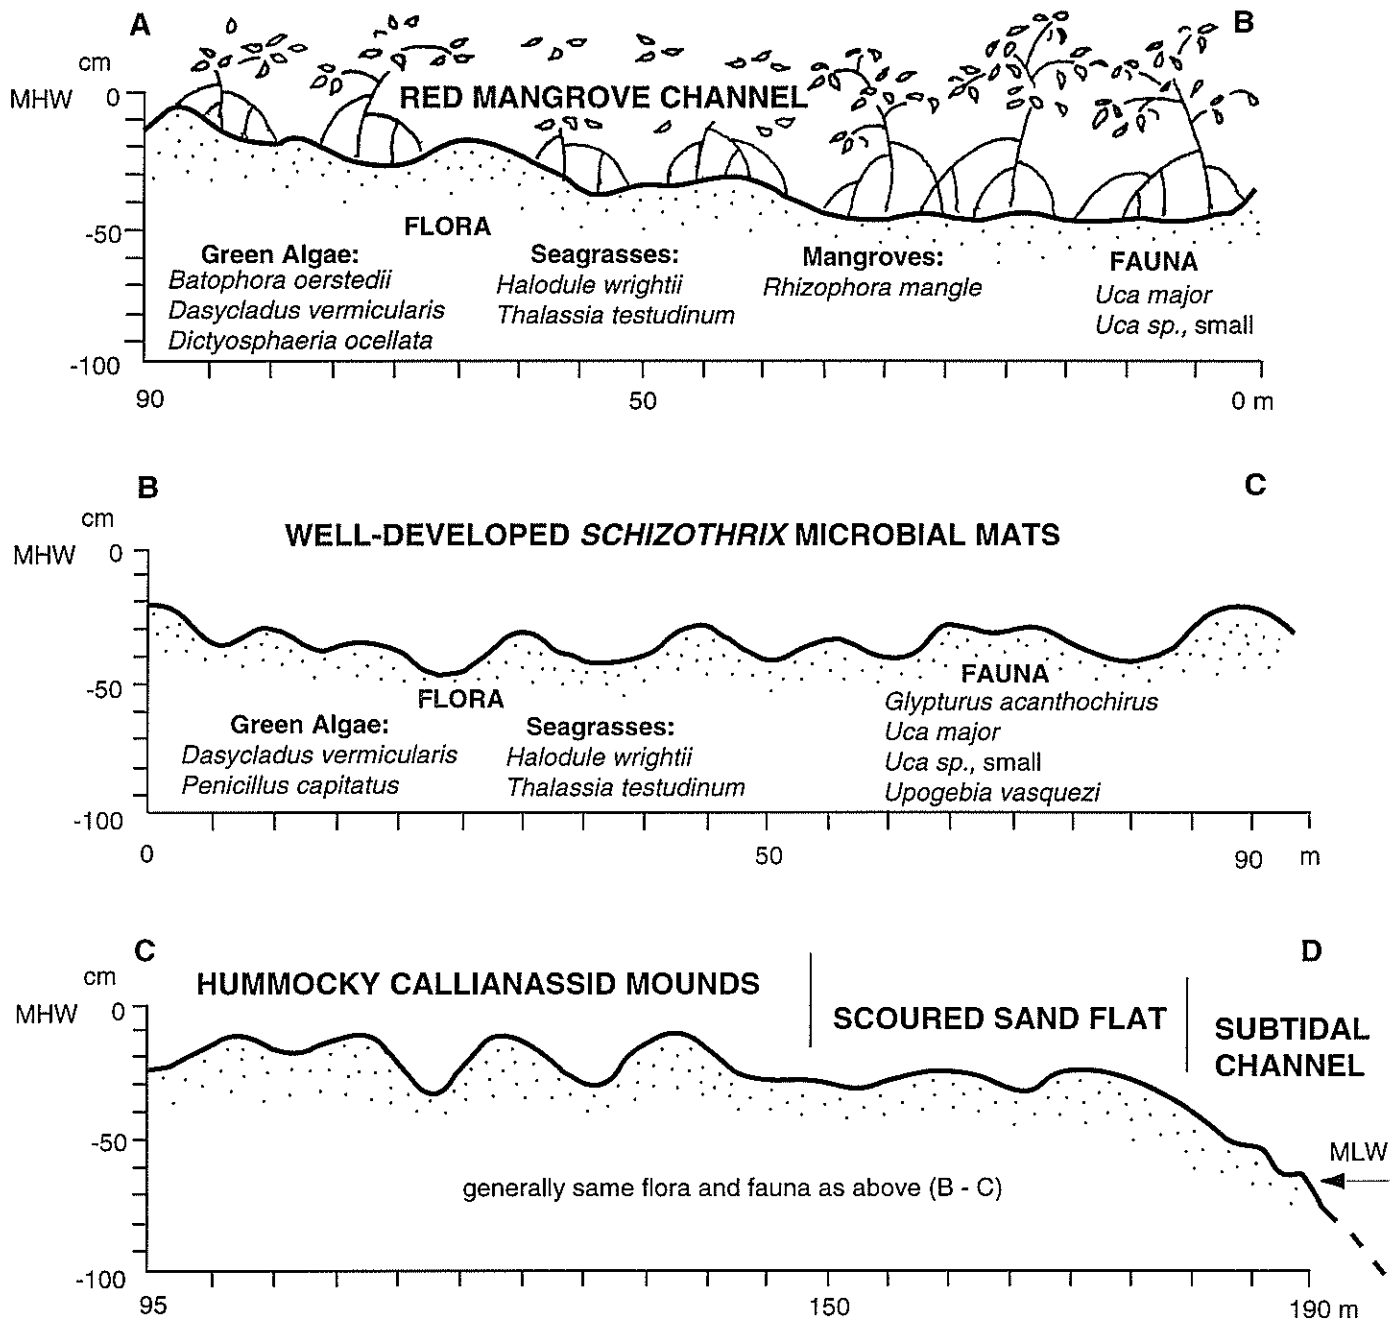 A
B
cm
MHW 0
RED MANGROVE CHANNEL
-50
FLORA
Green Algae:
Batophora oerstedii
Dasycladus vermicularis
Dictyosphaeria ocellata
Seagrasses:
Halodule wrightii
Thalassia testudinum
Mangroves:
Rhizophora mangle
FAUNA
Uca major
Uca sp., small
-100
90 50 0 m
B
C
cm
MHW 0
WELL-DEVELOPED SCHIZOTHRIX MICROBIAL MATS
-50
FLORA
Green Algae:
Dasycladus vermicularis
Penicillus capitatus
Seagrasses:
Halodule wrightii
Thalassia testudinum
FAUNA
Glypturus acanthochirus
Uca major
Uca sp., small
Upogebia vasquezi
-100
0 50 90 m
C
D
cm
MHW 0
HUMMOCKY CALLIANASSID MOUNDS
SCOURED SAND FLAT
SUBTIDAL
CHANNEL
-50
MLW
generally same flora and fauna as above (B - C)
-100
95 150 190 m